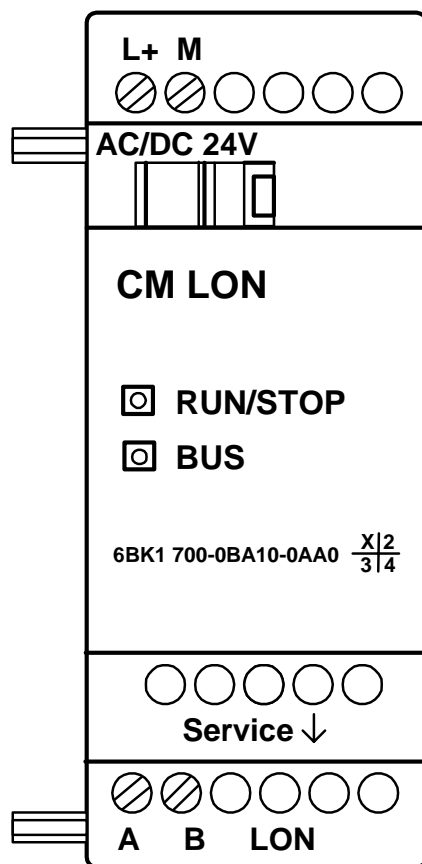 L+ M
AC/DC 24V
CM LON
RUN/STOP
BUS
6BK1 700-0BA10-0AA0 X 2
3 4
Service ↓
A B LON